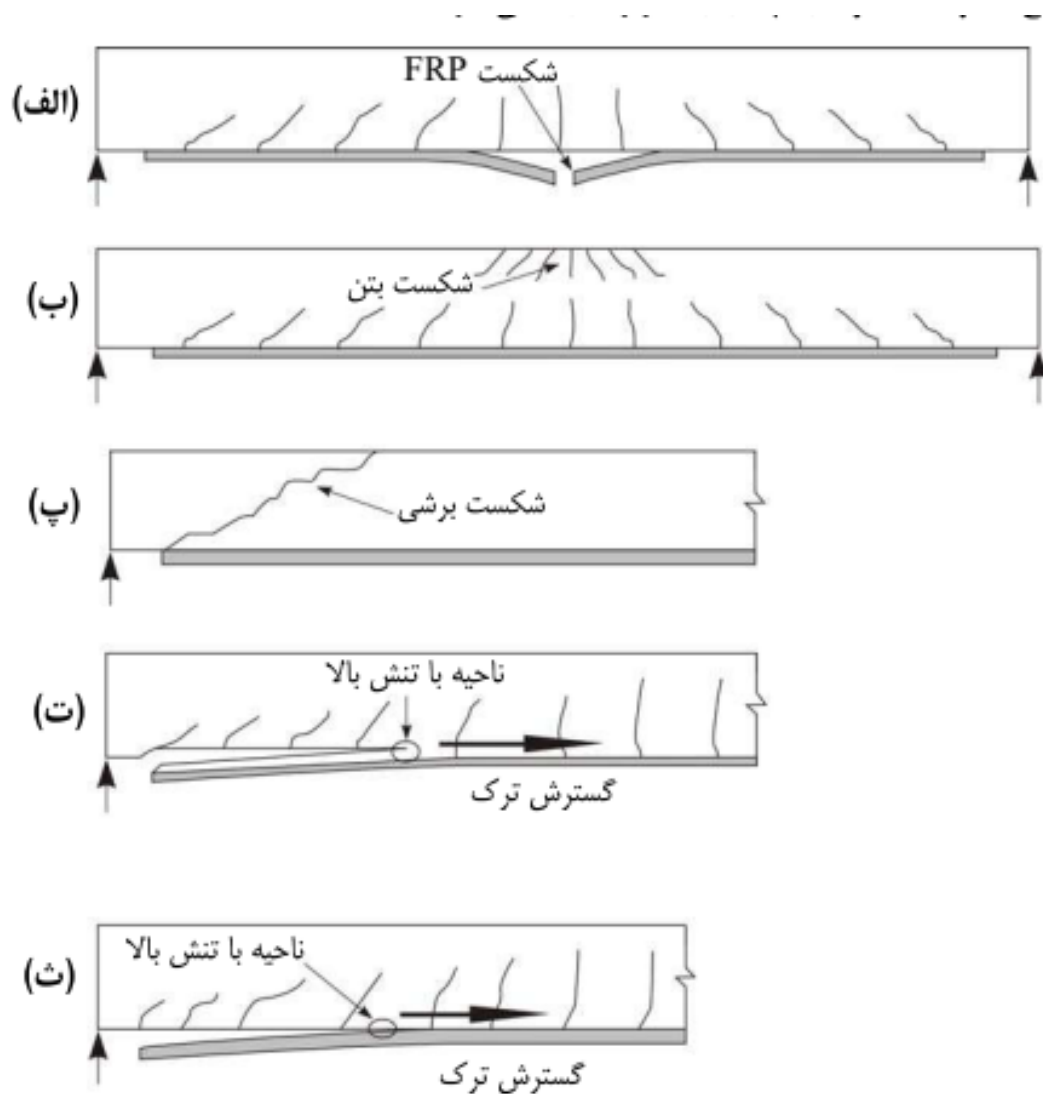 شکست FRP
(الف)
شکست بتن
(ب)
شکست برشی
(پ)
ناحیه با تنش بالا
(ت)
گسترش ترک
ناحیه با تنش بالا
(ث)
گسترش ترک